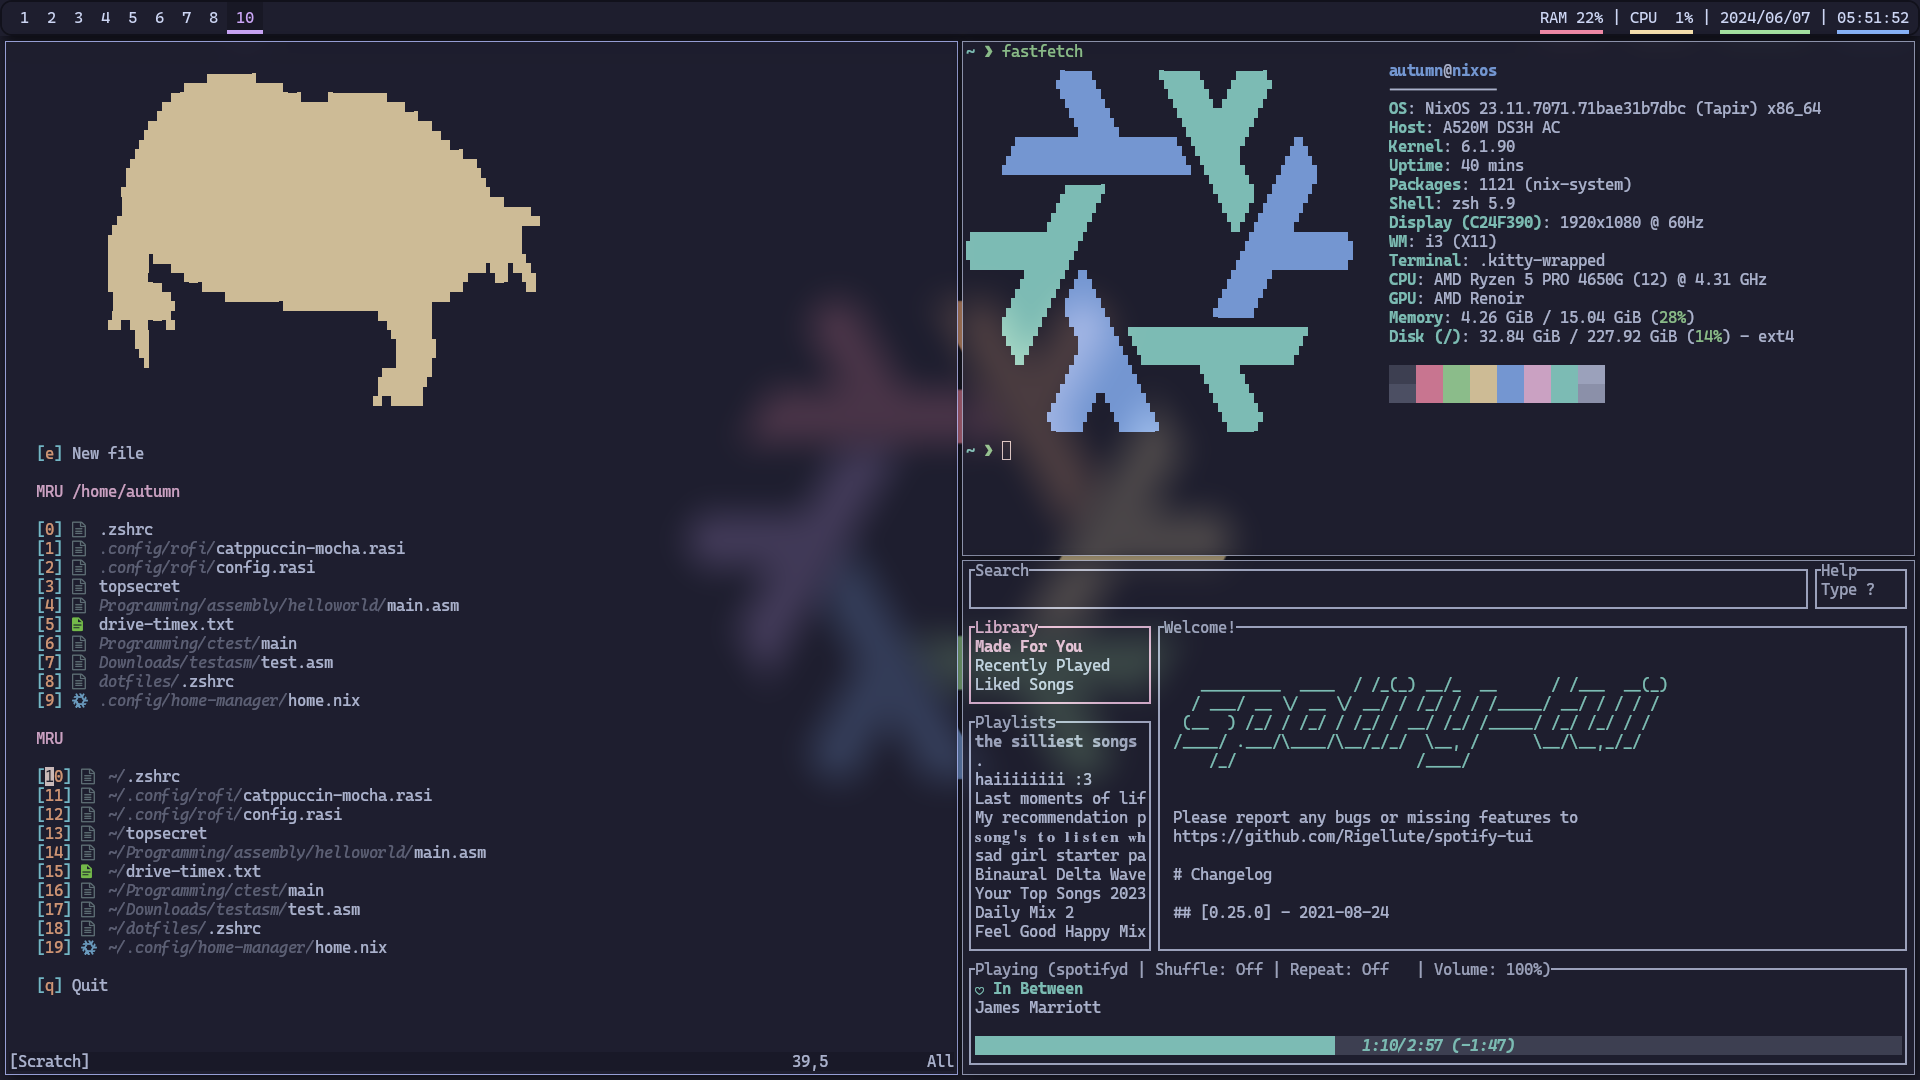 1 2 3 4 5 6 7 8 10
RAM 22% | CPU 1% | 2024/06/07 | 05:51:52
[e] New file
MRU /home/autumn
[0] .zshrc
[1] .config/rofi/catppuccin-mocha.rasi
[2] .config/rofi/config.rasi
[3] topsecret
[4] Programming/assembly/helloworld/main.asm
[5] drive-timex.txt
[6] Programming/ctest/main
[7] Downloads/testasm/test.asm
[8] dotfiles/.zshrc
[9] .config/home-manager/home.nix
MRU
[10] ~/.zshrc
[11] ~/.config/rofi/catppuccin-mocha.rasi
[12] ~/.config/rofi/config.rasi
[13] ~/topsecret
[14] ~/Programming/assembly/helloworld/main.asm
[15] ~/drive-timex.txt
[16] ~/Programming/ctest/main
[17] ~/Downloads/testasm/test.asm
[18] ~/dotfiles/.zshrc
[19] ~/.config/home-manager/home.nix
[q] Quit
[Scratch] 39,5 All
~ ❯ fastfetch
autumn@nixos
OS: NixOS 23.11.7071.71bae31b7dbc (Tapir) x86_64
Host: A520M DS3H AC
Kernel: 6.1.90
Uptime: 40 mins
Packages: 1121 (nix-system)
Shell: zsh 5.9
Display (C24F390): 1920x1080 @ 60Hz
WM: i3 (X11)
Terminal: .kitty-wrapped
CPU: AMD Ryzen 5 PRO 4650G (12) @ 4.31 GHz
GPU: AMD Renoir
Memory: 4.26 GiB / 15.04 GiB (28%)
Disk (/): 32.84 GiB / 227.92 GiB (14%) - ext4
~ ❯
Search
Help
Type ?
Library
Made For You
Recently Played
Liked Songs
Playlists
the silliest songs
.
haiiiiiiii :3
Last moments of lif
My recommendation p
song's to listen wh
sad girl starter pa
Binaural Delta Wave
Your Top Songs 2023
Daily Mix 2
Feel Good Happy Mix
Welcome!
spotify-tui
Please report any bugs or missing features to
https://github.com/Rigellute/spotify-tui
# Changelog
## [0.25.0] - 2021-08-24
Playing (spotifyd | Shuffle: Off | Repeat: Off | Volume: 100%)
♡ In Between
James Marriott
1:10/2:57 (-1:47)